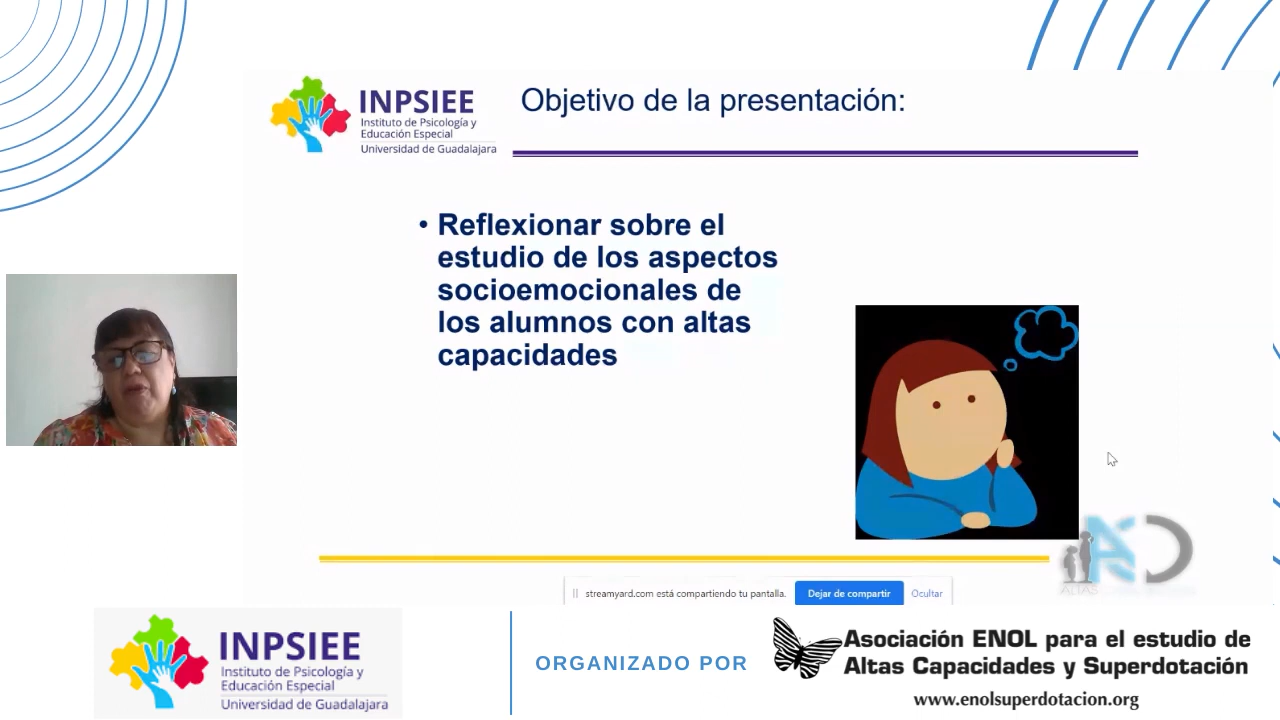 INPSIEE
Instituto de Psicología y
Educación Especial
Universidad de Guadalajara
Objetivo de la presentación:
• Reflexionar sobre el
estudio de los aspectos
socioemocionales de
los alumnos con altas
capacidades
streamyard.com está compartiendo tu pantalla.
Dejar de compartir
Ocultar
INPSIEE
Instituto de Psicología y
Educación Especial
Universidad de Guadalajara
ORGANIZADO POR
Asociación ENOL para el estudio de
Altas Capacidades y Superdotación
www.enolsuperdotacion.org